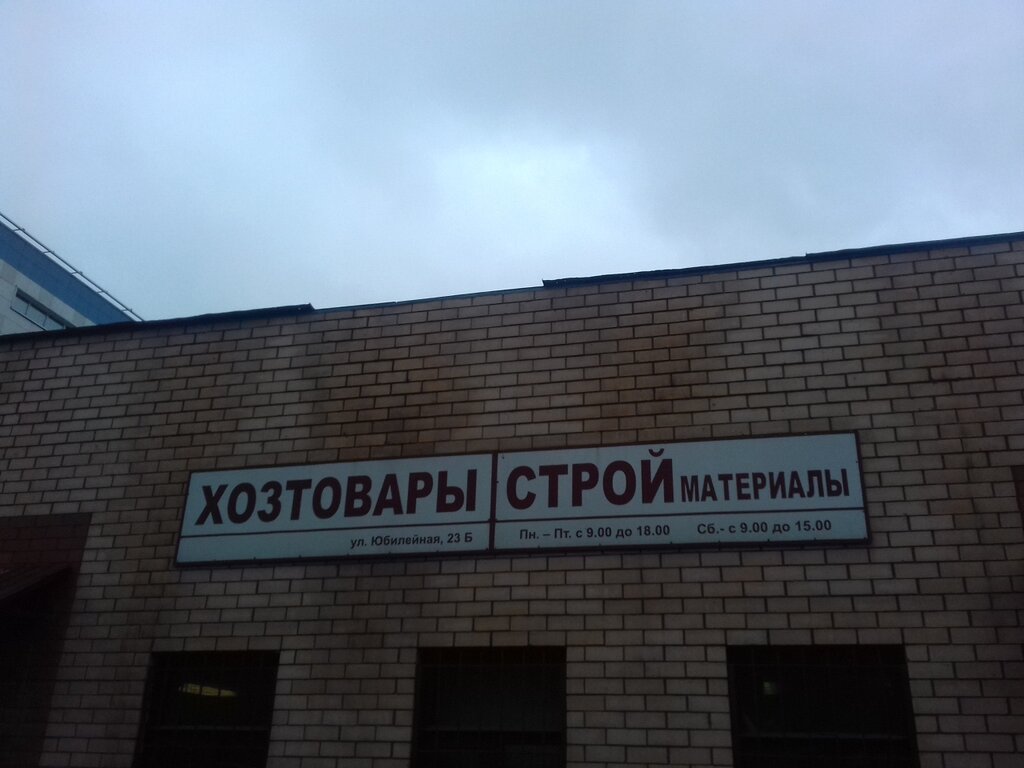 ХОЗТОВАРЫ
ул. Юбилейная, 23 Б
СТРОЙМАТЕРИАЛЫ
Пн. – Пт. с 9.00 до 18.00 Сб.- с 9.00 до 15.00